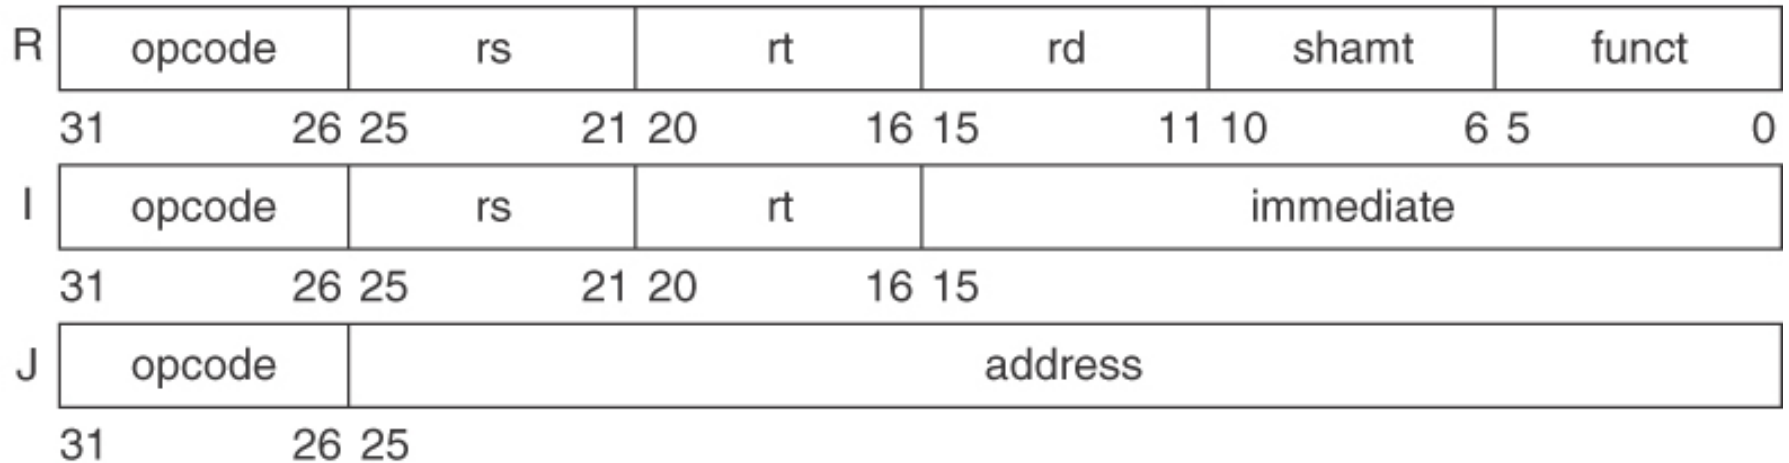 R opcode rs rt rd shamt funct
31 26 25 21 20 16 15 11 10 6 5 0
I opcode rs rt immediate
31 26 25 21 20 16 15
J opcode address
31 26 25